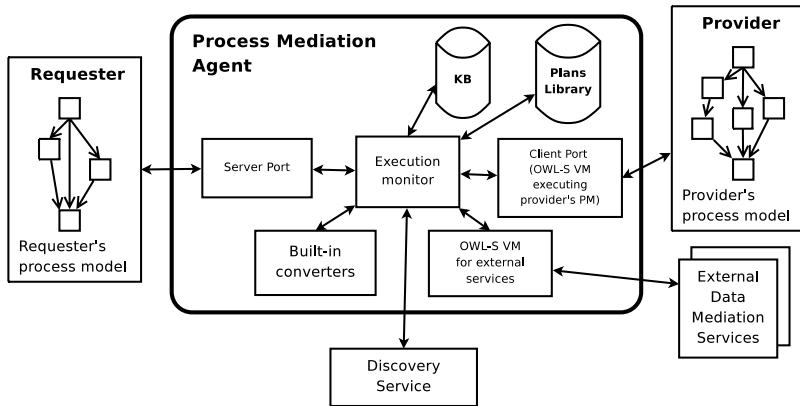 Requester
Requester's
process model
Process Mediation
Agent
KB
Plans
Library
Server Port
Execution
monitor
Client Port
(OWL-S VM
executing
provider's PM)
Built-in
converters
OWL-S VM
for external
services
Provider
Provider's
process model
External
Data
Mediation
Services
Discovery
Service